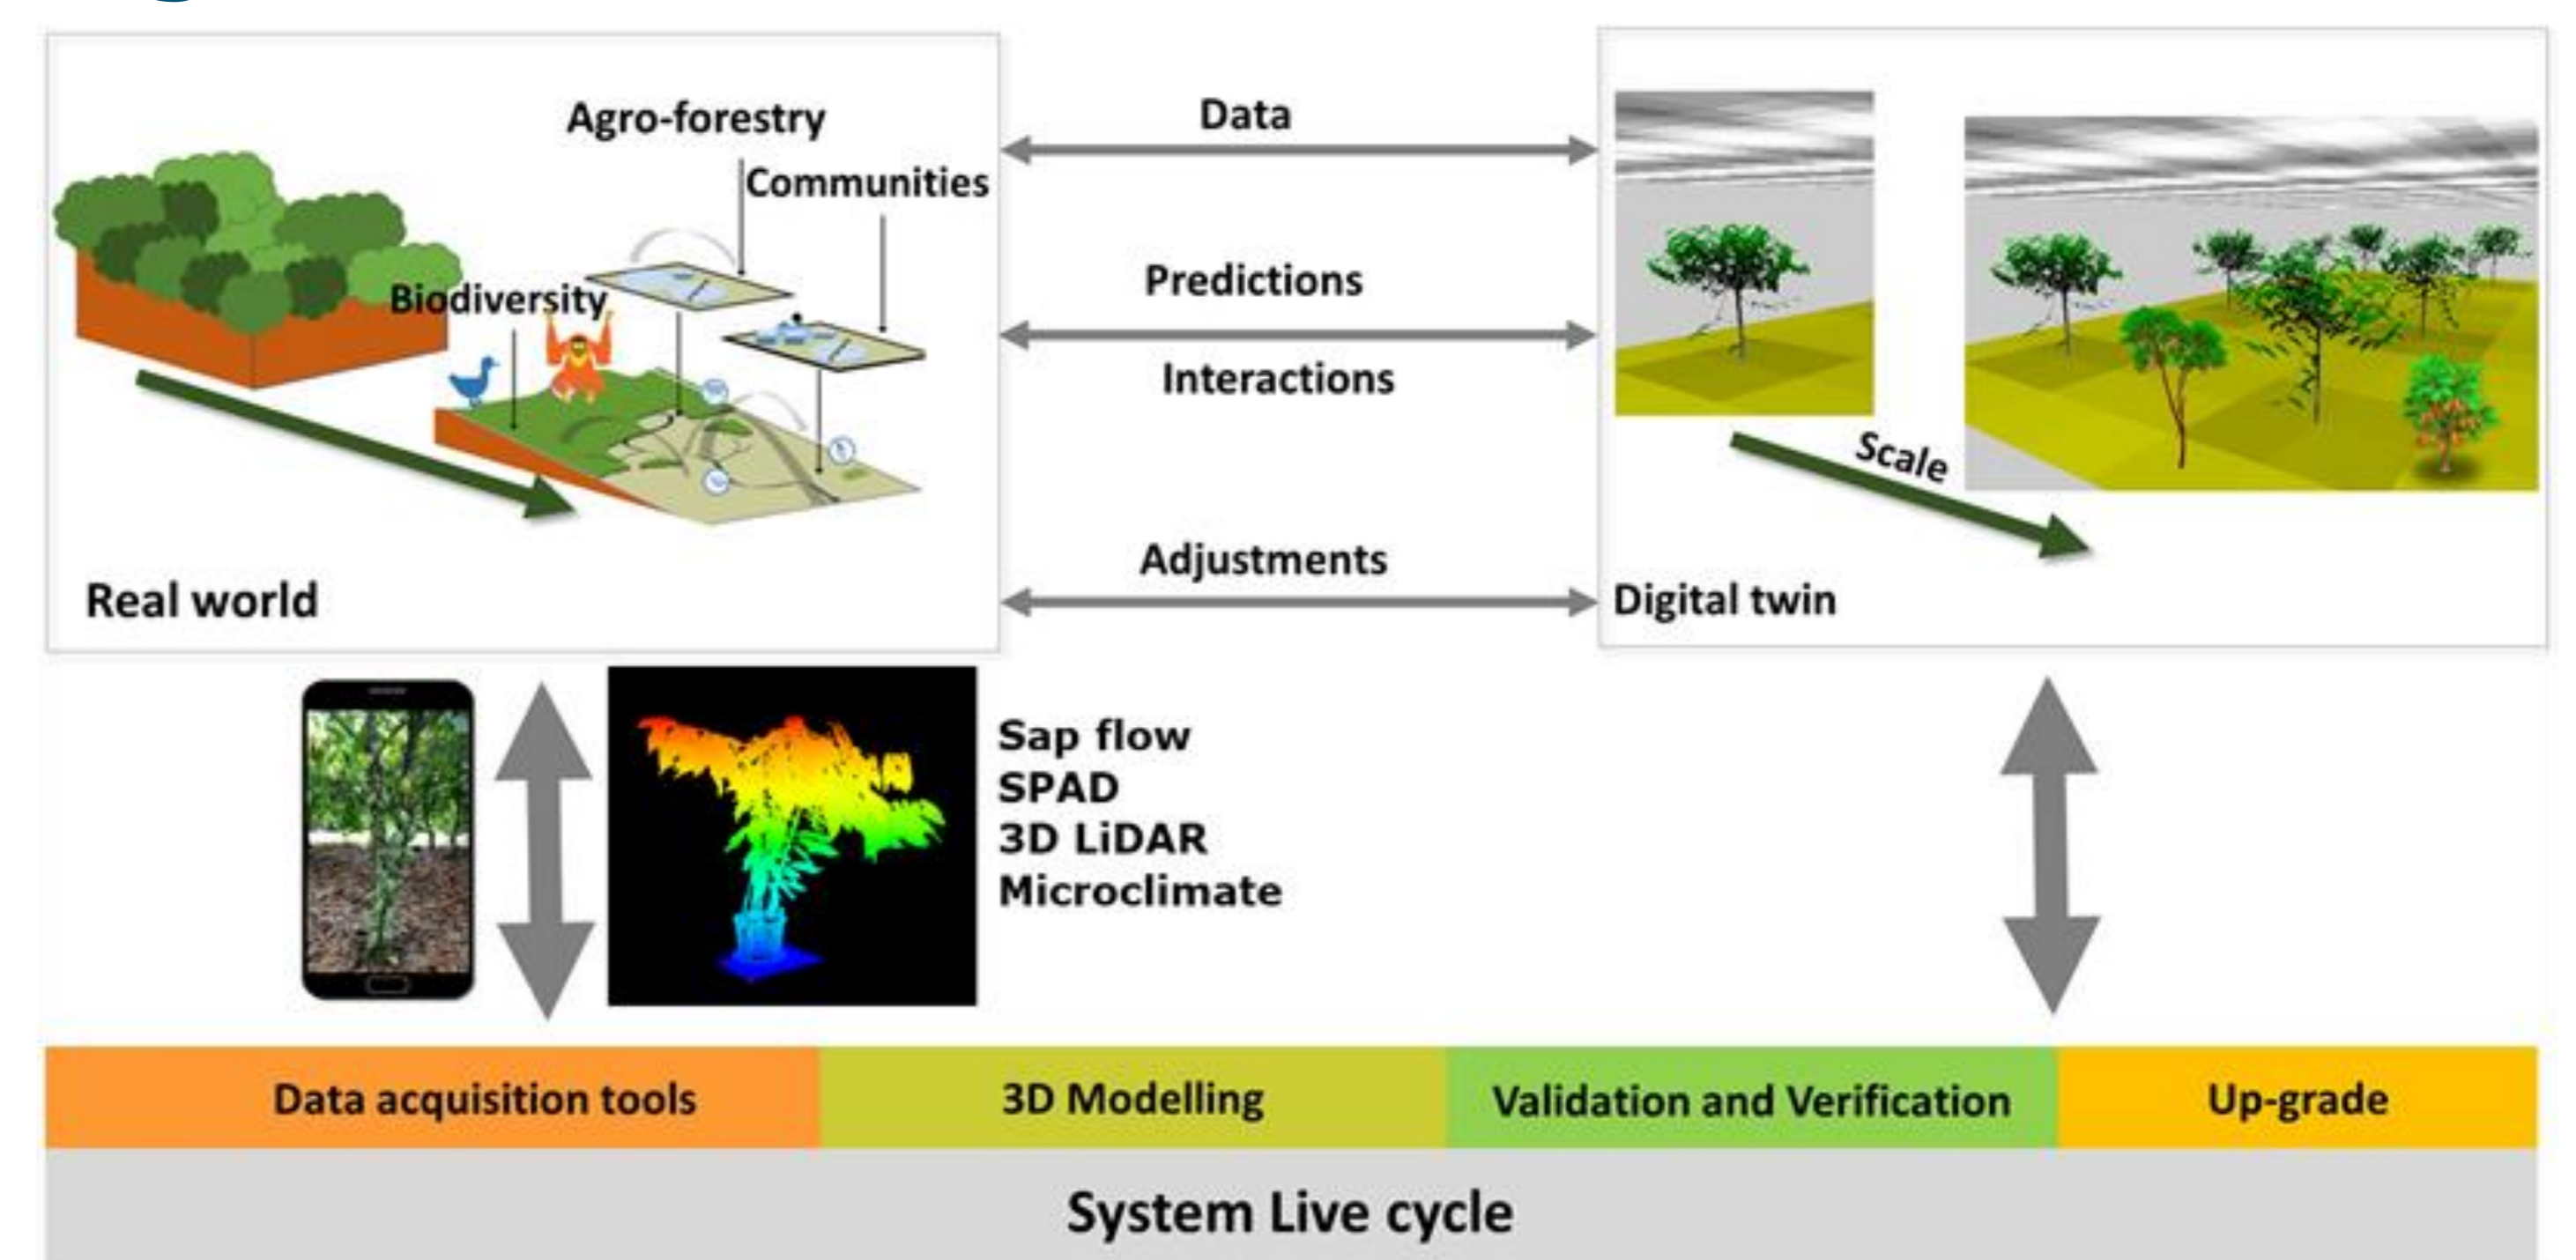 Agro-forestry
Communities
Biodiversity
Real world
Data
Predictions
Interactions
Adjustments
Scale
Digital twin
Sap flow
SPAD
3D LiDAR
Microclimate
Data acquisition tools
3D Modelling
Validation and Verification
Up-grade
System Live cycle